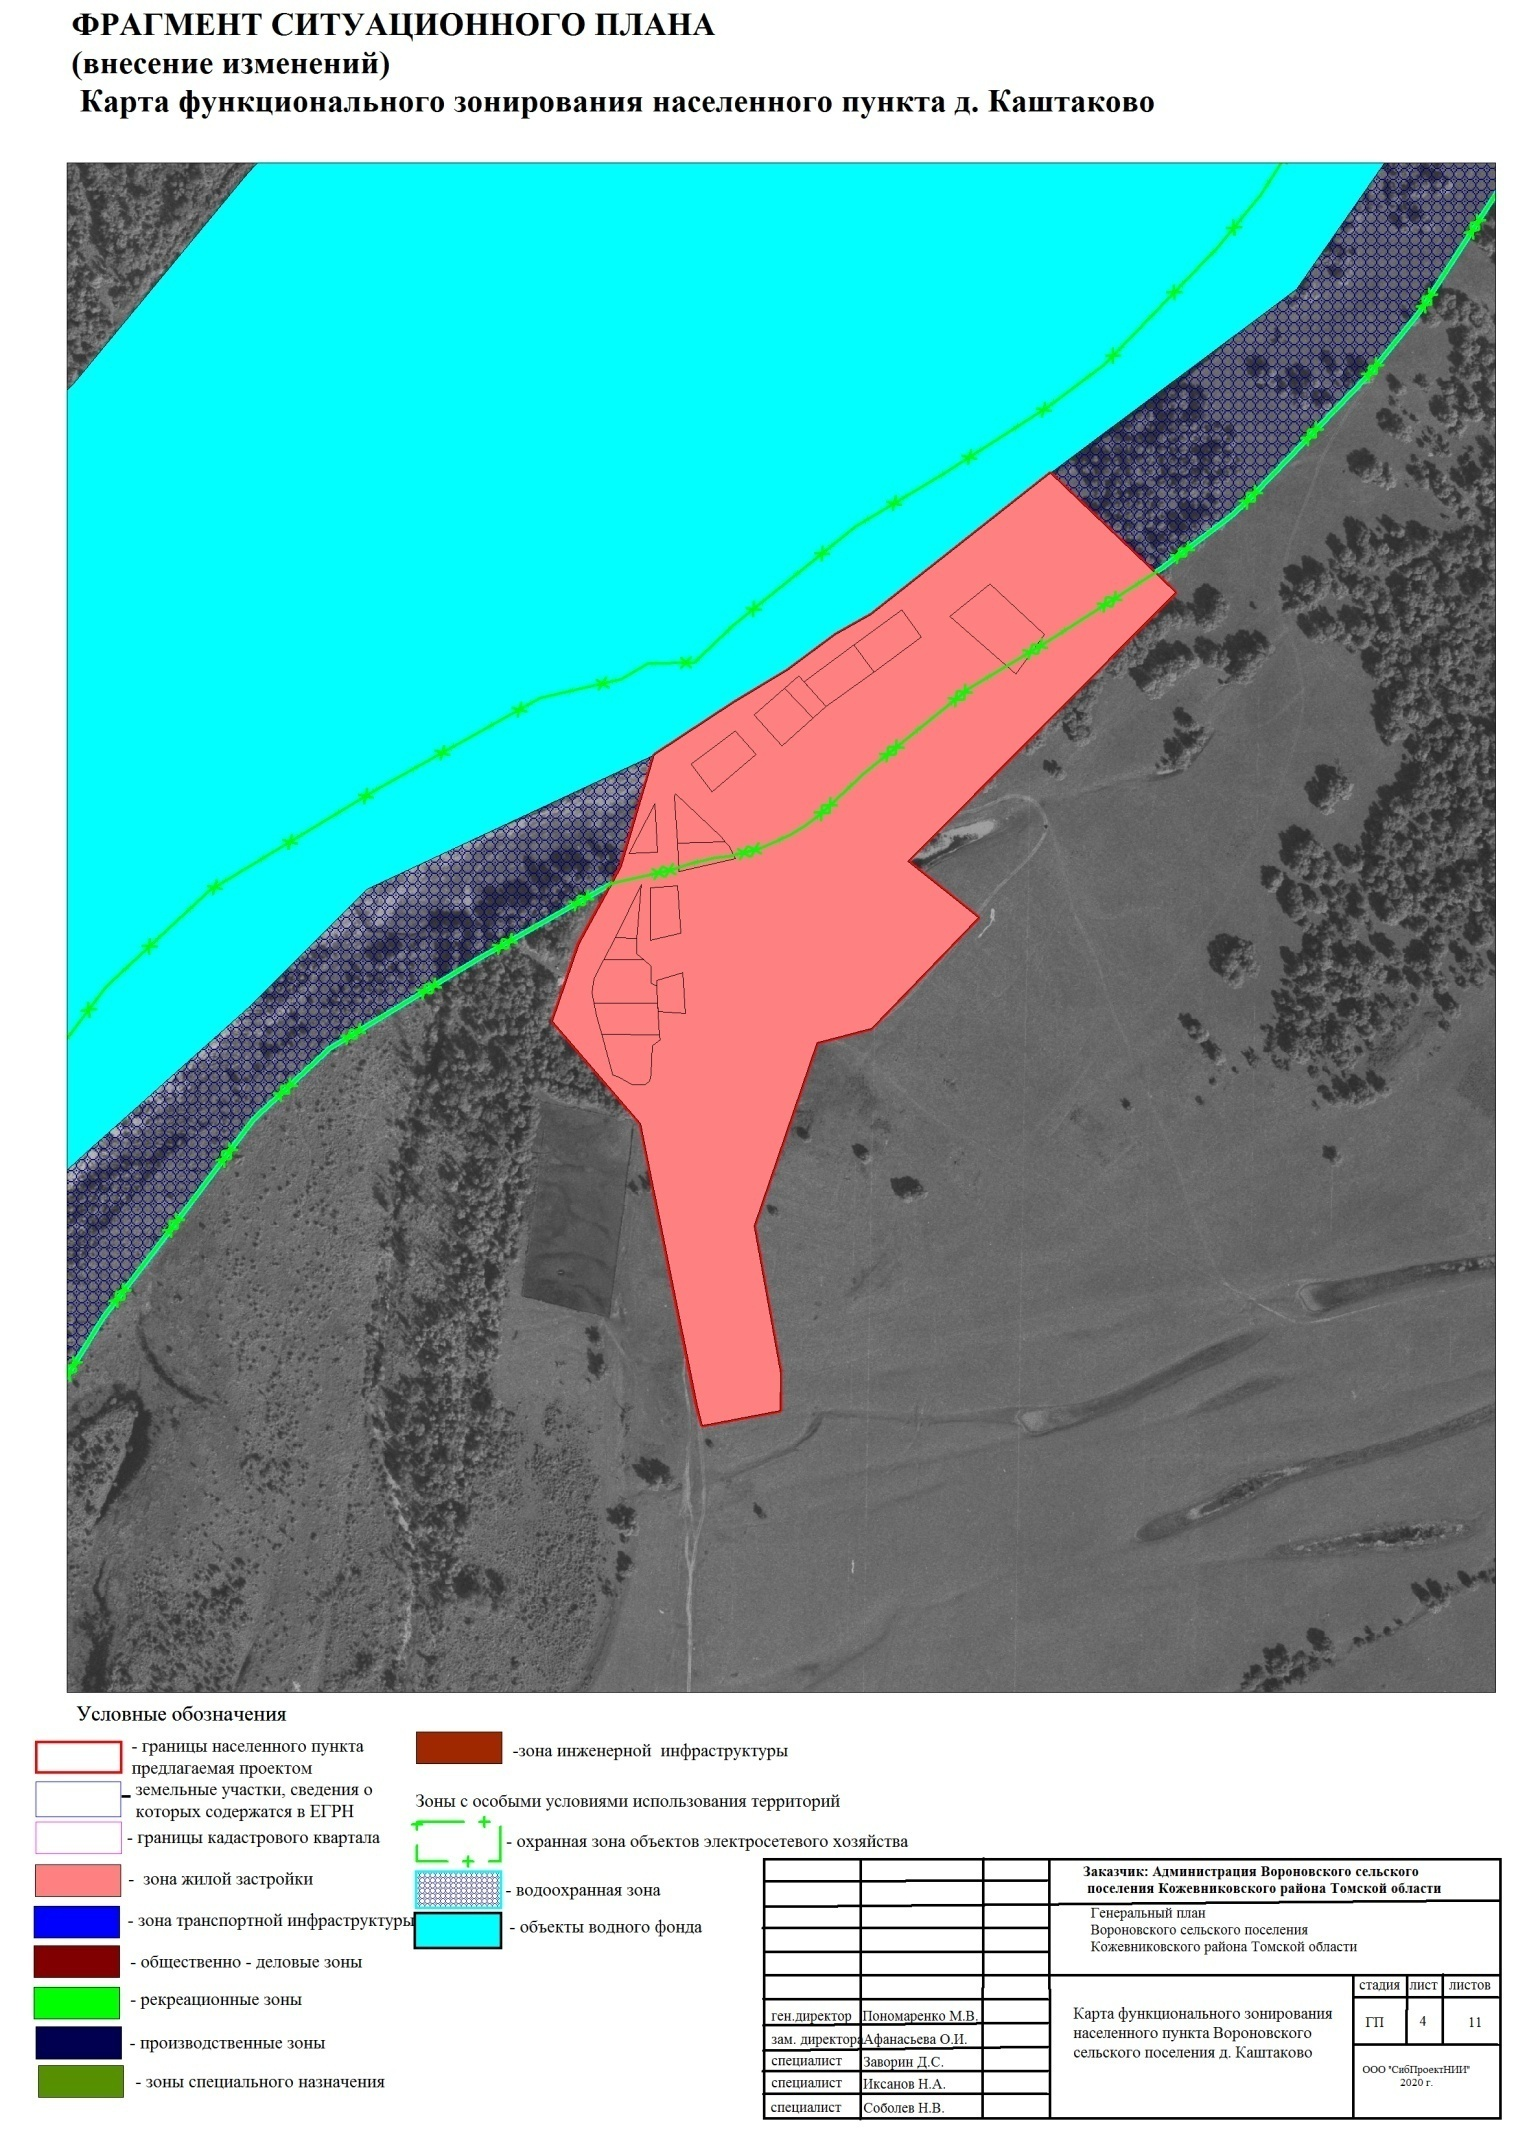 ФРАГМЕНТ СИТУАЦИОННОГО ПЛАНА
(внесение изменений)
Карта функционального зонирования населенного пункта д. Каштаково
Условные обозначения
- границы населенного пункта
предлагаемая проектом
- земельные участки, сведения о
которых содержатся в ЕГРН
- границы кадастрового квартала
- зона жилой застройки
- зона транспортной инфраструктуры
- общественно - деловые зоны
- рекреационные зоны
- производственные зоны
- зоны специального назначения
-зона инженерной инфраструктуры
Зоны с особыми условиями использования территорий
- охранная зона объектов электросетевого хозяйства
- водоохранная зона
- объекты водного фонда
Заказчик: Администрация Вороновского сельского
поселения Кожевниковского района Томской области
Генеральный план
Вороновского сельского поселения
Кожевниковского района Томской области
стадия лист листов
ГП 4 11
Карта функционального зонирования
населенного пункта Вороновского
сельского поселения д. Каштаково
ООО "СибПроектНИИ"
2020 г.
ген.директор Пономаренко М.В.
зам. директора Афанасьева О.И.
специалист Заворин Д.С.
специалист Иксанов Н.А.
специалист Соболев Н.В.